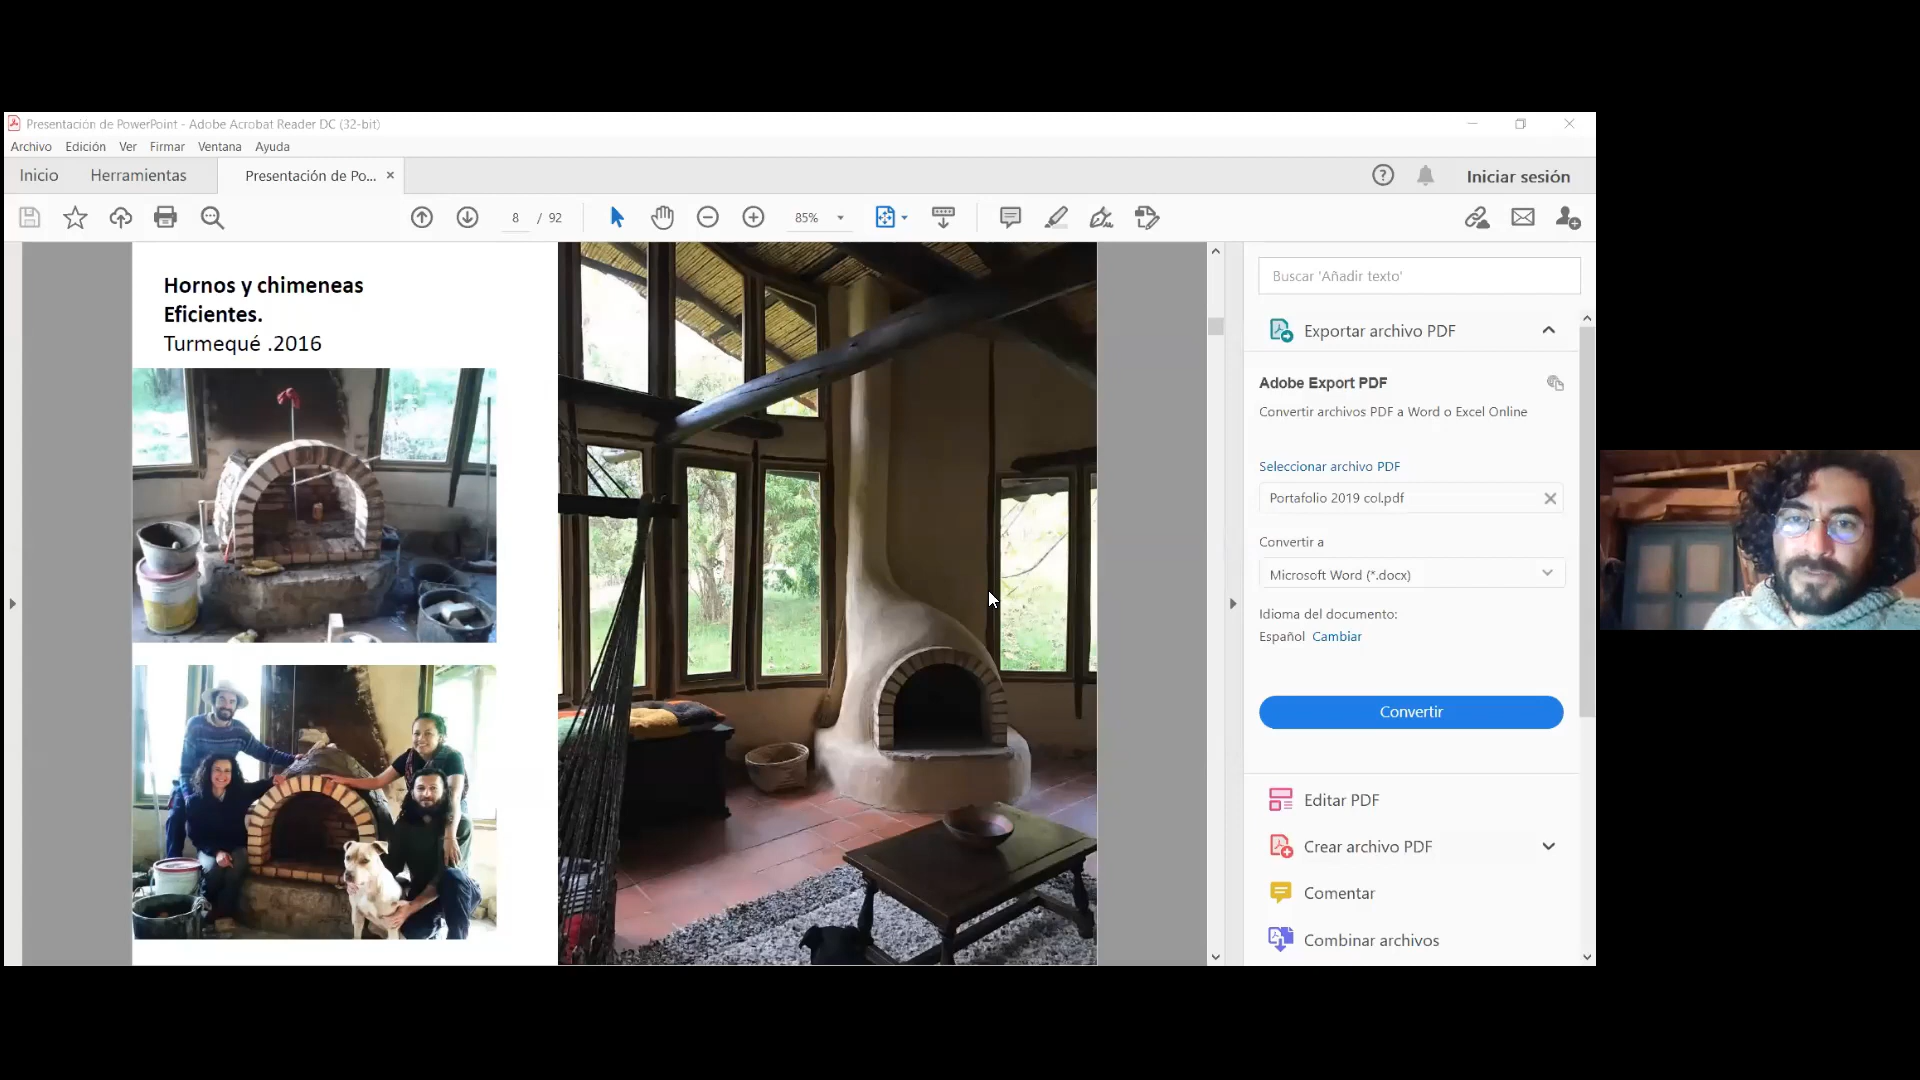 Presentación de PowerPoint - Adobe Acrobat Reader DC (32-bit)
Archivo Edición Ver Firmar Ventana Ayuda
Inicio Herramientas Presentación de Po... × Iniciar sesión
8 / 92 85%
Hornos y chimeneas
Eficientes.
Turmequé .2016
Buscar 'Añadir texto'
Exportar archivo PDF
Adobe Export PDF
Convertir archivos PDF a Word o Excel Online
Seleccionar archivo PDF
Portafolio 2019 col.pdf
Convertir a
Microsoft Word (*.docx)
Idioma del documento:
Español Cambiar
Convertir
Editar PDF
Crear archivo PDF
Comentar
Combinar archivos